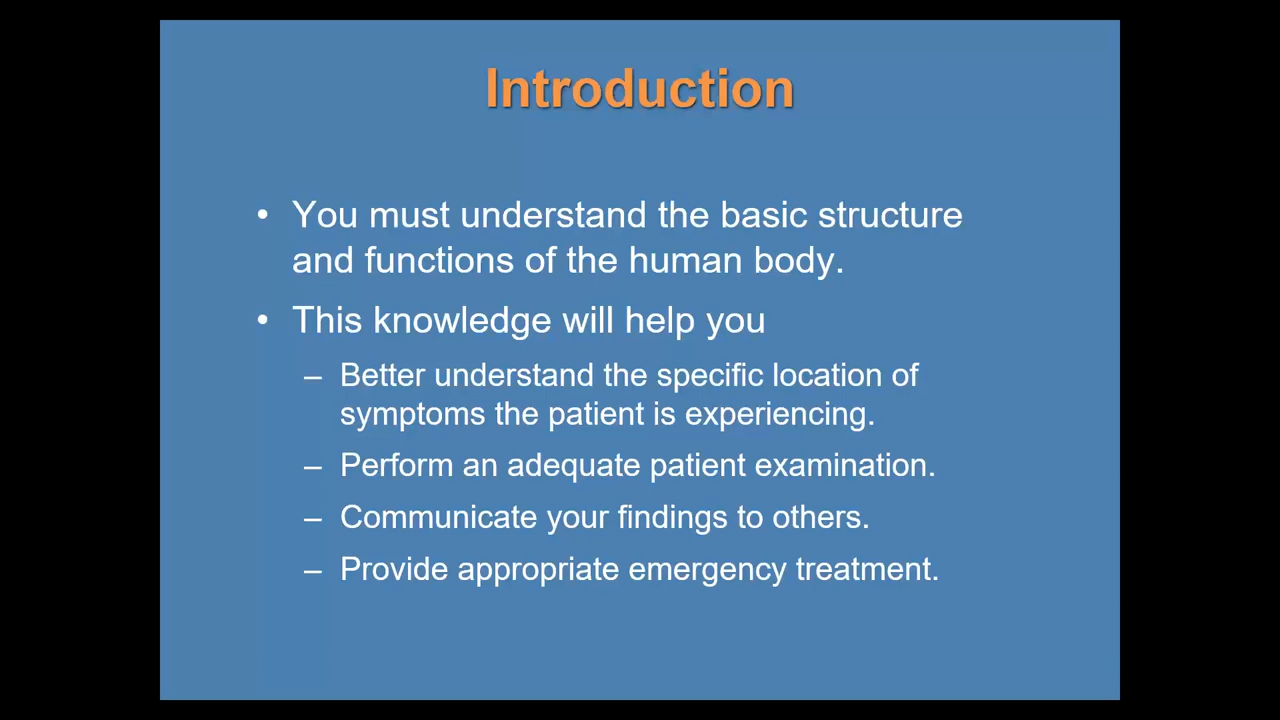 Introduction
• You must understand the basic structure
and functions of the human body.
• This knowledge will help you
– Better understand the specific location of
symptoms the patient is experiencing.
– Perform an adequate patient examination.
– Communicate your findings to others.
– Provide appropriate emergency treatment.